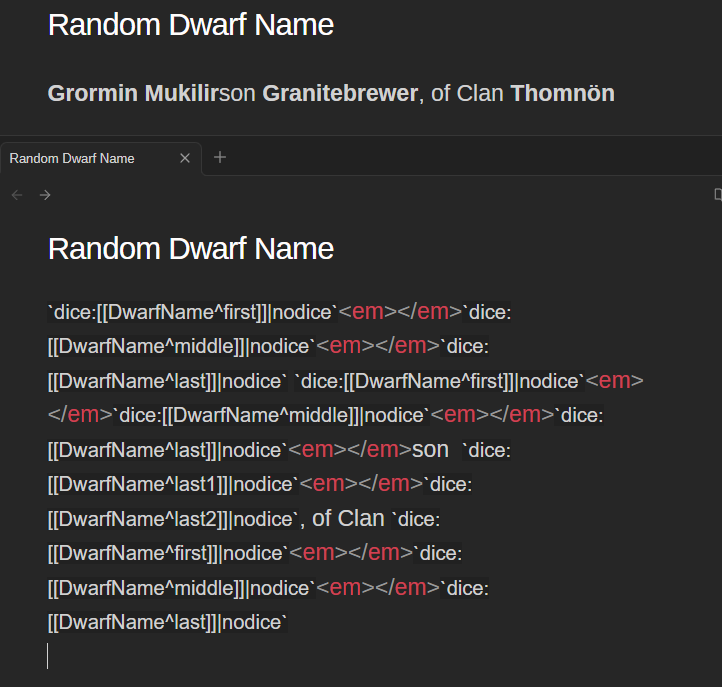 Random Dwarf Name
Grormin Mukilirson Granitebrewer, of Clan Thomnön
Random Dwarf Name
Random Dwarf Name
`dice:[[DwarfName^first]]|nodice`<em></em>`dice:
[[DwarfName^middle]]|nodice`<em></em>`dice:
[[DwarfName^last]]|nodice` `dice:[[DwarfName^first]]|nodice`<em>
</em>`dice:[[DwarfName^middle]]|nodice`<em></em>`dice:
[[DwarfName^last]]|nodice`<em></em>son  `dice:
[[DwarfName^last1]]|nodice`<em></em>`dice:
[[DwarfName^last2]]|nodice`, of Clan `dice:
[[DwarfName^first]]|nodice`<em></em>`dice:
[[DwarfName^middle]]|nodice`<em></em>`dice:
[[DwarfName^last]]|nodice`